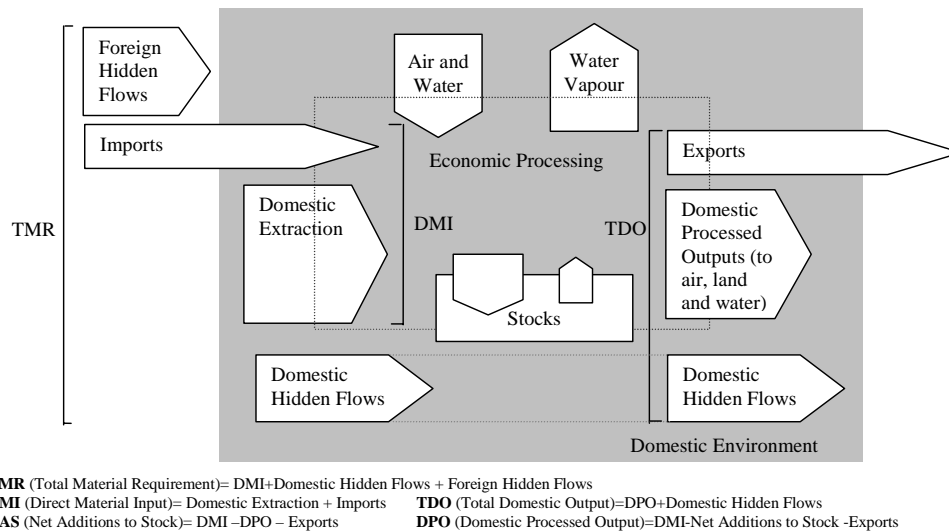 Foreign
Hidden
Flows
Air and
Water
Water
Vapour
Imports
Economic Processing
Exports
TMR
Domestic
Extraction
DMI
TDO
Domestic
Processed
Outputs (to
air, land
and water)
Stocks
Domestic
Hidden Flows
Domestic
Hidden Flows
Domestic Environment
MR (Total Material Requirement)= DMI+Domestic Hidden Flows + Foreign Hidden Flows
MI (Direct Material Input)= Domestic Extraction + Imports TDO (Total Domestic Output)=DPO+Domestic Hidden Flows
AS (Net Additions to Stock)= DMI –DPO – Exports DPO (Domestic Processed Output)=DMI-Net Additions to Stock -Exports